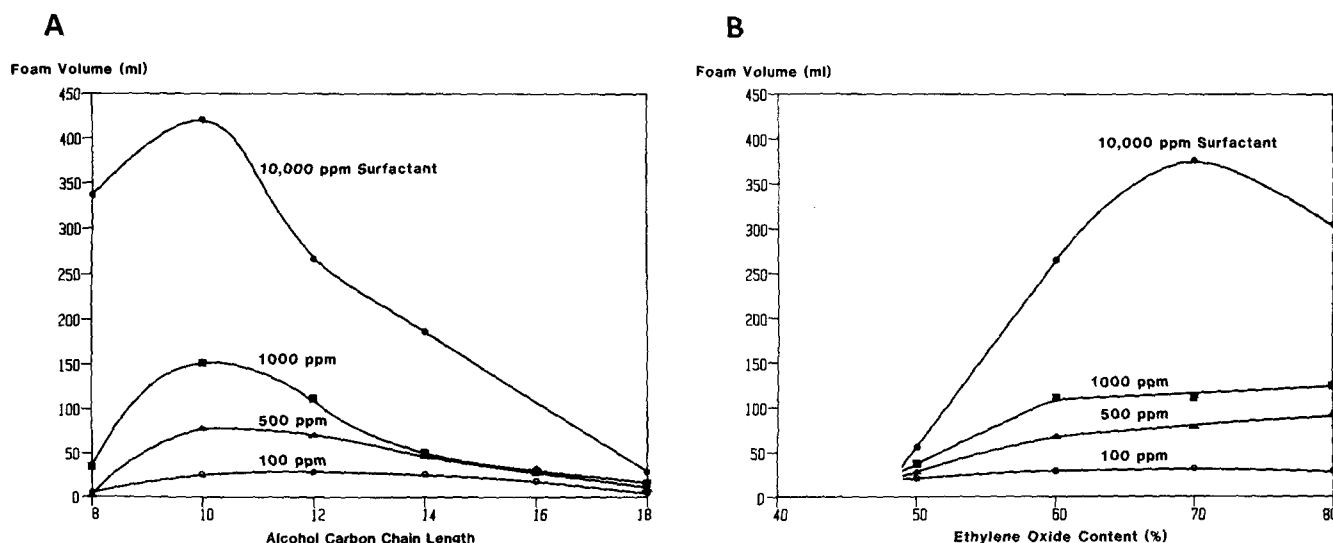 A
Foam Volume (ml)
450
400
350
300
250
200
150
100
50
0
10,000 ppm Surfactant
1000 ppm
500 ppm
100 ppm
8 10 12 14 16 18
Alcohol Carbon Chain Length
B
Foam Volume (ml)
450
400
350
300
250
200
150
100
50
0
10,000 ppm Surfactant
1000 ppm
500 ppm
100 ppm
40 50 60 70 80
Ethylene Oxide Content (%)